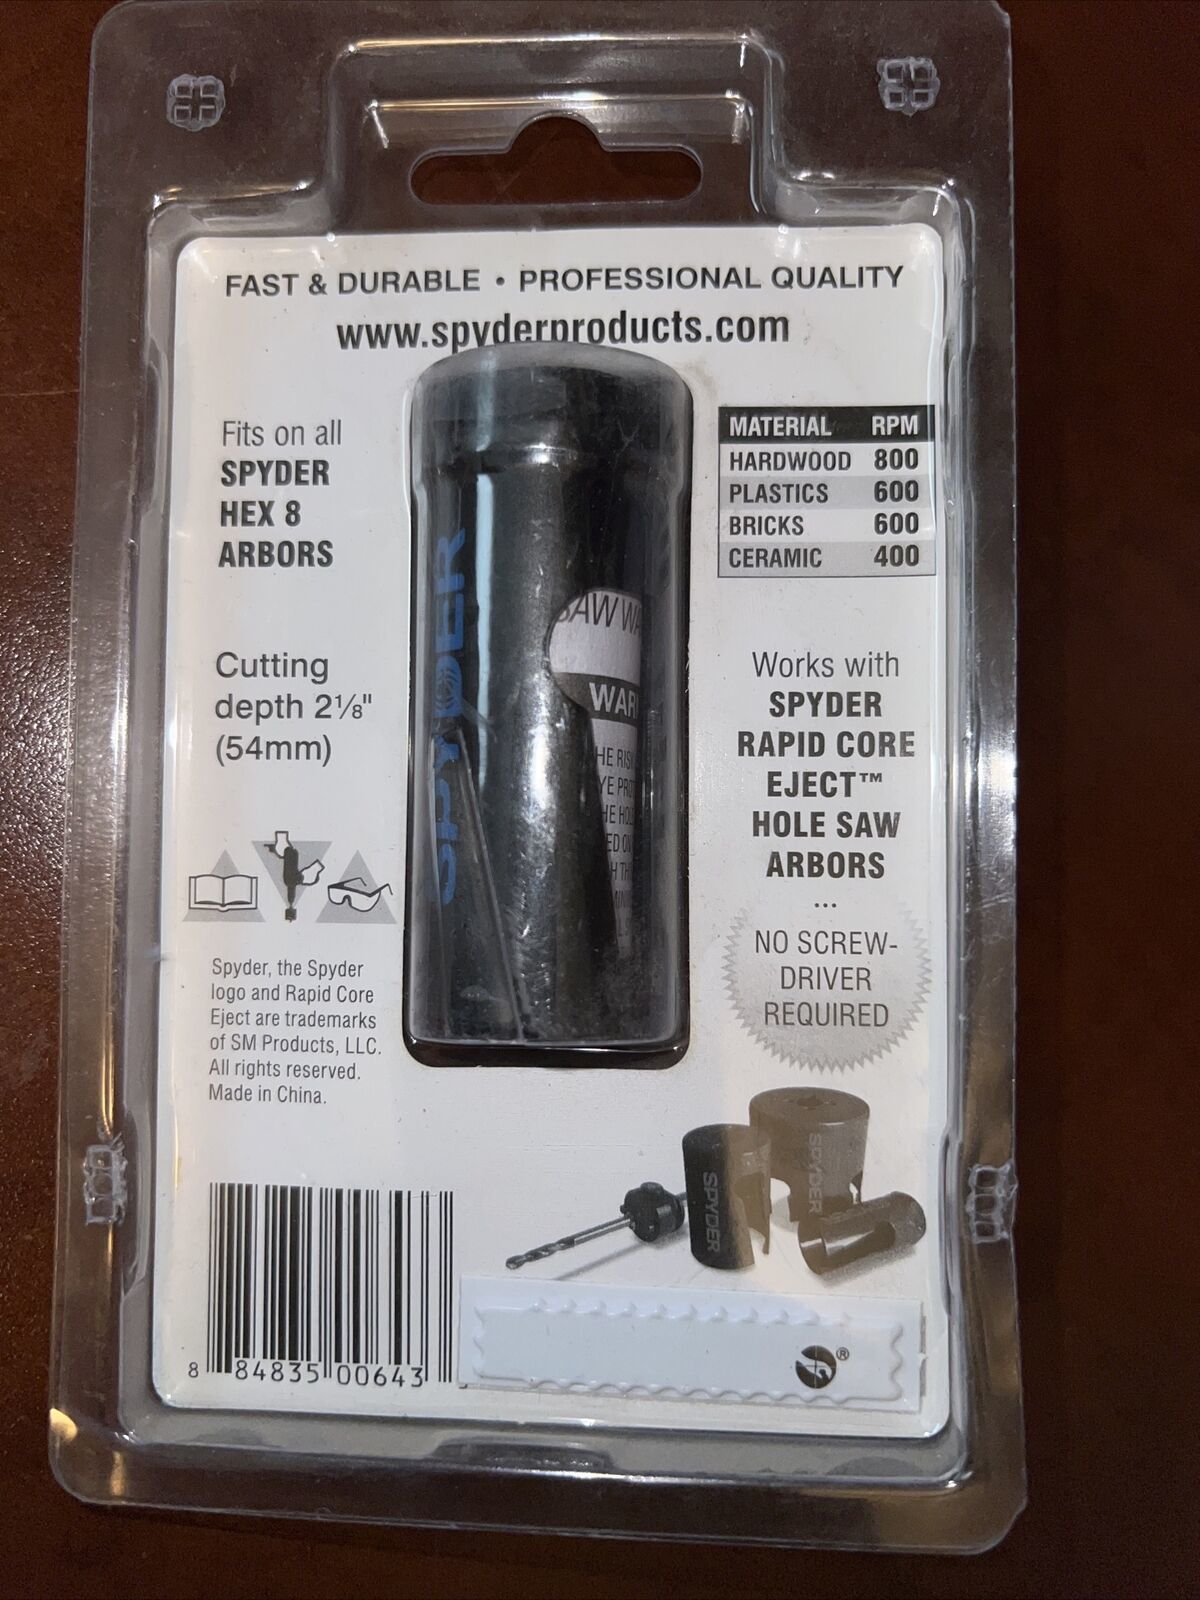 FAST & DURABLE • PROFESSIONAL QUALITY
www.spyderproducts.com
Fits on all
SPYDER
HEX 8
ARBORS
Cutting
depth 2⅛"
(54mm)
Spyder, the Spyder
logo and Rapid Core
Eject are trademarks
of SM Products, LLC.
All rights reserved.
Made in China.
SPYDER
SAW
MATERIAL RPM
HARDWOOD 800
PLASTICS 600
BRICKS 600
CERAMIC 400
Works with
SPYDER
RAPID CORE
EJECT™
HOLE SAW
ARBORS
...
NO SCREW-
DRIVER
REQUIRED
SPYDER
SPYDER
8 84835 00643
®